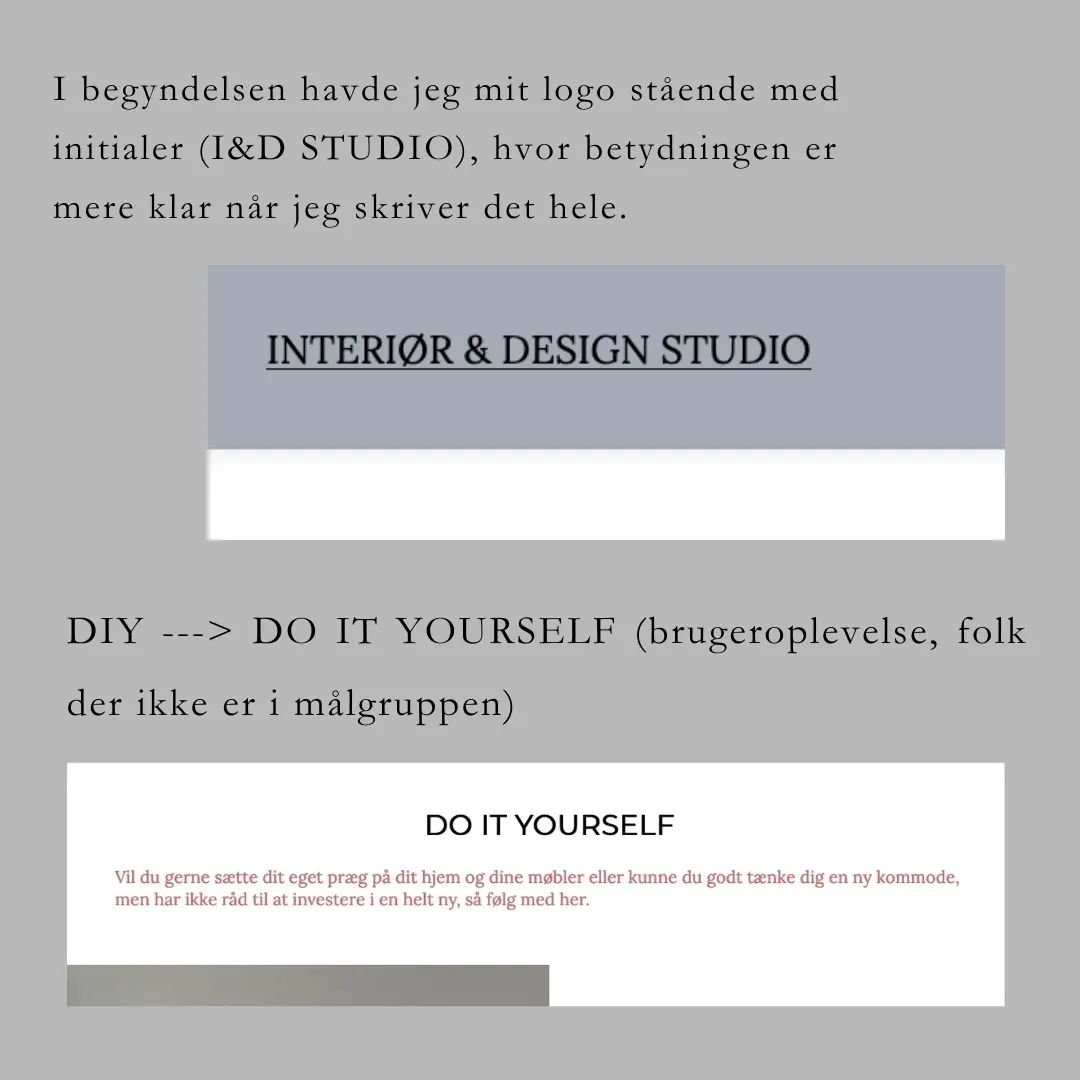 I begyndelsen havde jeg mit logo stående med
initialer (I&D STUDIO), hvor betydningen er
mere klar når jeg skriver det hele.
INTERIØR & DESIGN STUDIO
DIY ---> DO IT YOURSELF (brugeroplevelse, folk
der ikke er i målgruppen)
DO IT YOURSELF
Vil du gerne sætte dit eget præg på dit hjem og dine møbler eller kunne du godt tænke dig en ny kommode,
men har ikke råd til at investere i en helt ny, så følg med her.